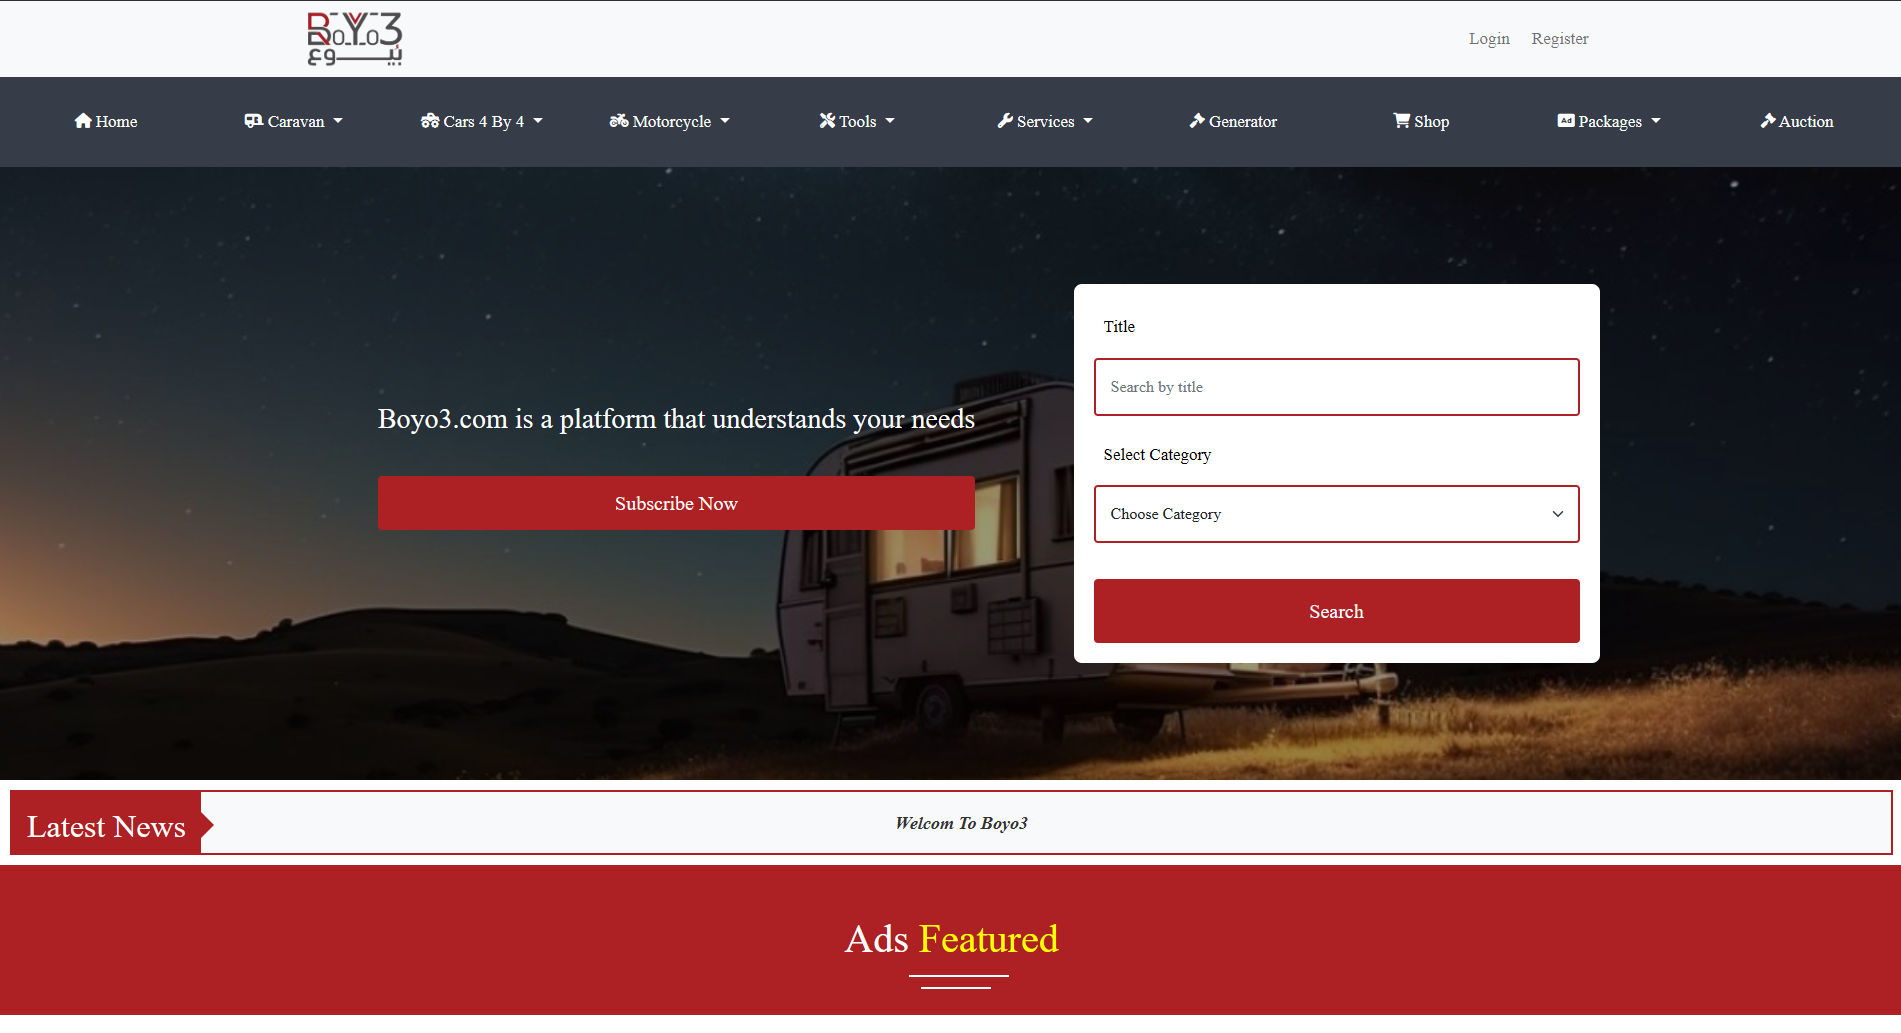 BoYo3
بيـــوع
Login Register
Home Caravan Cars 4 By 4 Motorcycle Tools Services Generator Shop Ad Packages Auction
Title
Search by title
Boyo3.com is a platform that understands your needs
Select Category
Subscribe Now
Choose Category
Search
Latest News
Welcom To Boyo3
Ads Featured